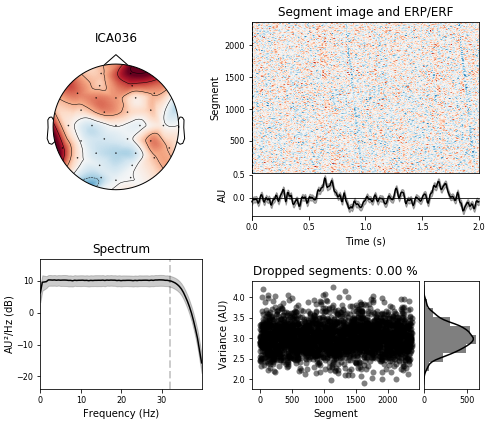 ICA036
Segment image and ERP/ERF
2000
1500
1000
500
Segment
0.5
0.0
AU
0.0 0.5 1.0 1.5 2.0
Time (s)
Spectrum
10
0
−10
−20
AU²/Hz (dB)
0 10 20 30
Frequency (Hz)
Dropped segments: 0.00 %
4.0
3.5
3.0
2.5
2.0
Variance (AU)
0 500 1000 1500 2000
Segment
0 500